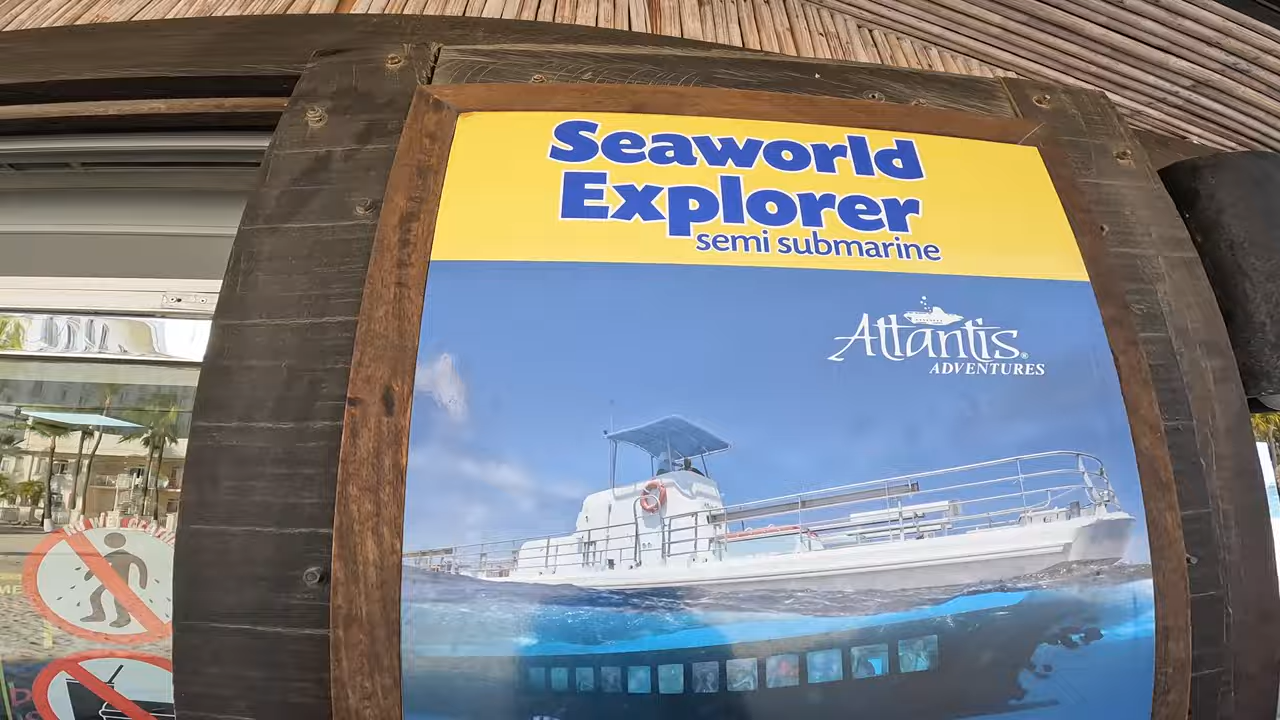 Seaworld
Explorer
semi submarine
Atlantis®
ADVENTURES